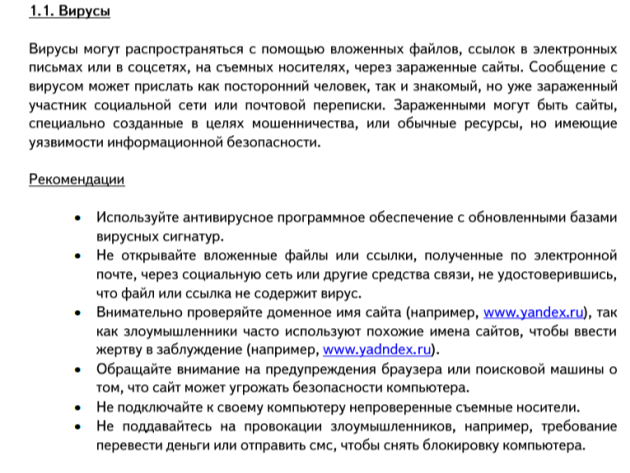 1.1. Вирусы
Вирусы могут распространяться с помощью вложенных файлов, ссылок в электронных
письмах или в соцсетях, на съемных носителях, через зараженные сайты. Сообщение с
вирусом может прислать как посторонний человек, так и знакомый, но уже зараженный
участник социальной сети или почтовой переписки. Зараженными могут быть сайты,
специально созданные в целях мошенничества, или обычные ресурсы, но имеющие
уязвимости информационной безопасности.
Рекомендации
• Используйте антивирусное программное обеспечение с обновленными базами
вирусных сигнатур.
• Не открывайте вложенные файлы или ссылки, полученные по электронной
почте, через социальную сеть или другие средства связи, не удостоверившись,
что файл или ссылка не содержит вирус.
• Внимательно проверяйте доменное имя сайта (например, www.yandex.ru), так
как злоумышленники часто используют похожие имена сайтов, чтобы ввести
жертву в заблуждение (например, www.yadndex.ru).
• Обращайте внимание на предупреждения браузера или поисковой машины о
том, что сайт может угрожать безопасности компьютера.
• Не подключайте к своему компьютеру непроверенные съемные носители.
• Не поддавайтесь на провокации злоумышленников, например, требование
перевести деньги или отправить смс, чтобы снять блокировку компьютера.